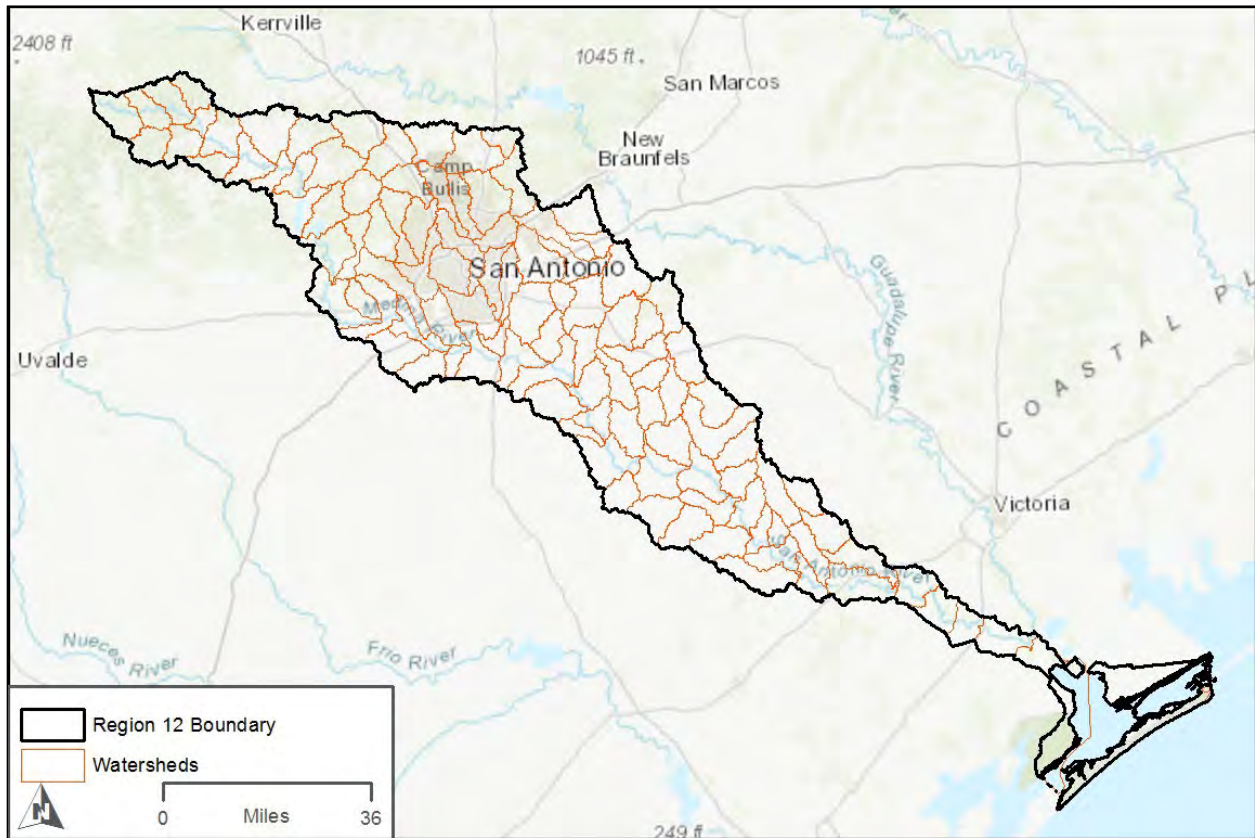 Kerrville
2408 ft
1045 ft
San Marcos
New
Braunfels
Camp
Bullis
San Antonio
Guadalupe River
COASTAL PL
Medina River
Uvalde
Victoria
San Antonio River
Nueces River
Frio River
Region 12 Boundary
Watersheds
N
0 Miles 36
249 ft